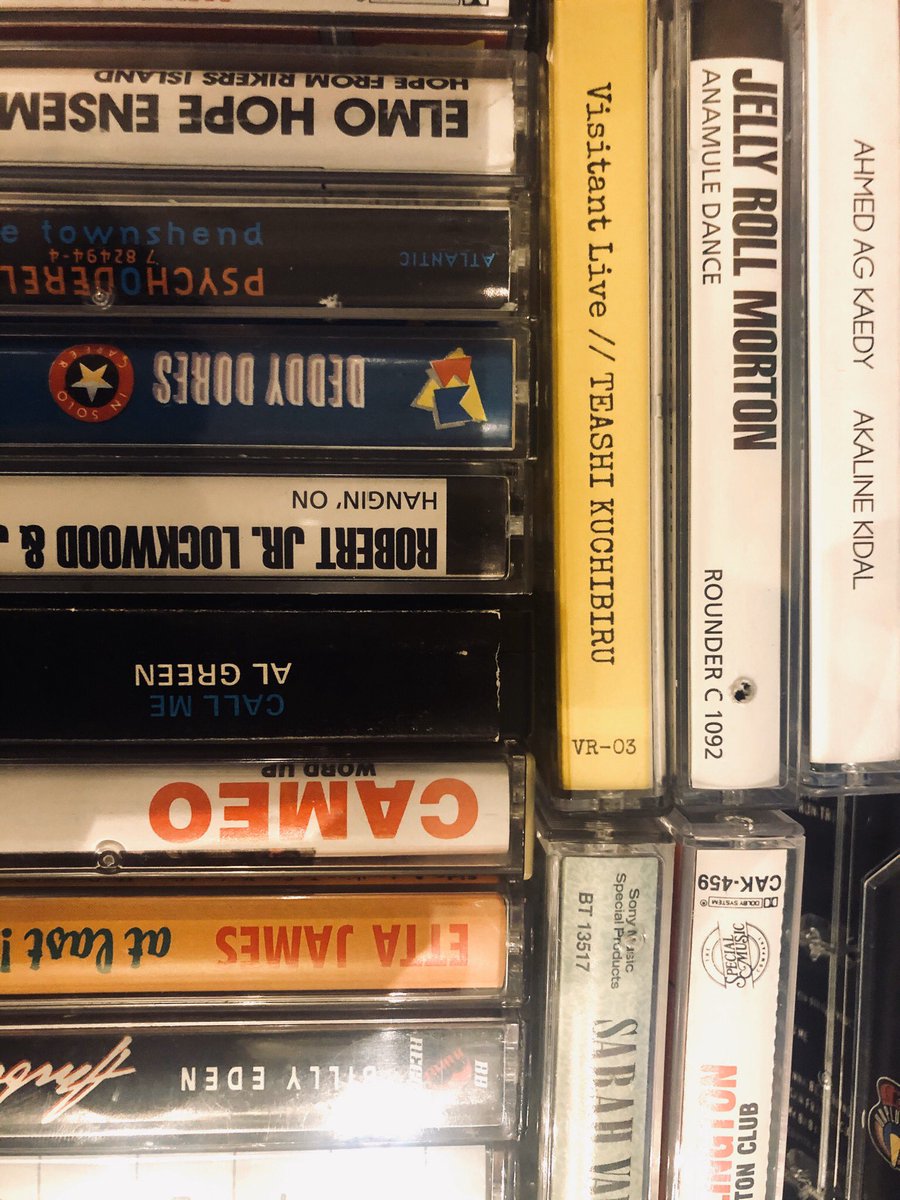 HOPE FROM RIKERS ISLAND
ELMO HOPE ENSEM
e townshend
7 82494-4
ATLANTIC
PSYCHODEREL
DEDDY DORES
IN SOLO
HANGIN' ON
ROBERT JR. LOCKWOOD & J
AL GREEN
CALL ME
WORD UP
CAMEO
ETTA JAMES at last!
BILLY EDEN
Visitant Live // TEASHI KUCHIBIRU
VR-03
JELLY ROLL MORTON
ANAMULE DANCE
ROUNDER C 1092
AHMED AG KAEDY AKALINE KIDAL
Sony Music
Special Products
BT 13517
SARAH VA
CAK-459
DOLBY SYSTEM
SPECIAL
MUSIC
INGTON
TON CLUB